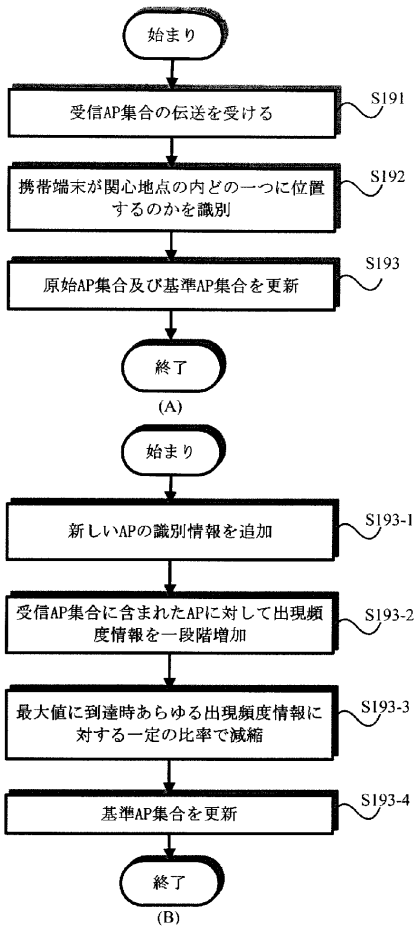 始まり
受信AP集合の伝送を受ける
S191
携帯端末が関心地点の内どの一つに位置
するのかを識別
S192
原始AP集合及び基準AP集合を更新
S193
終了
(A)
始まり
新しいAPの識別情報を追加
S193-1
受信AP集合に含まれたAPに対して出現頻
度情報を一段階増加
S193-2
最大値に到達時あらゆる出現頻度情報に
対する一定の比率で減縮
S193-3
基準AP集合を更新
S193-4
終了
(B)